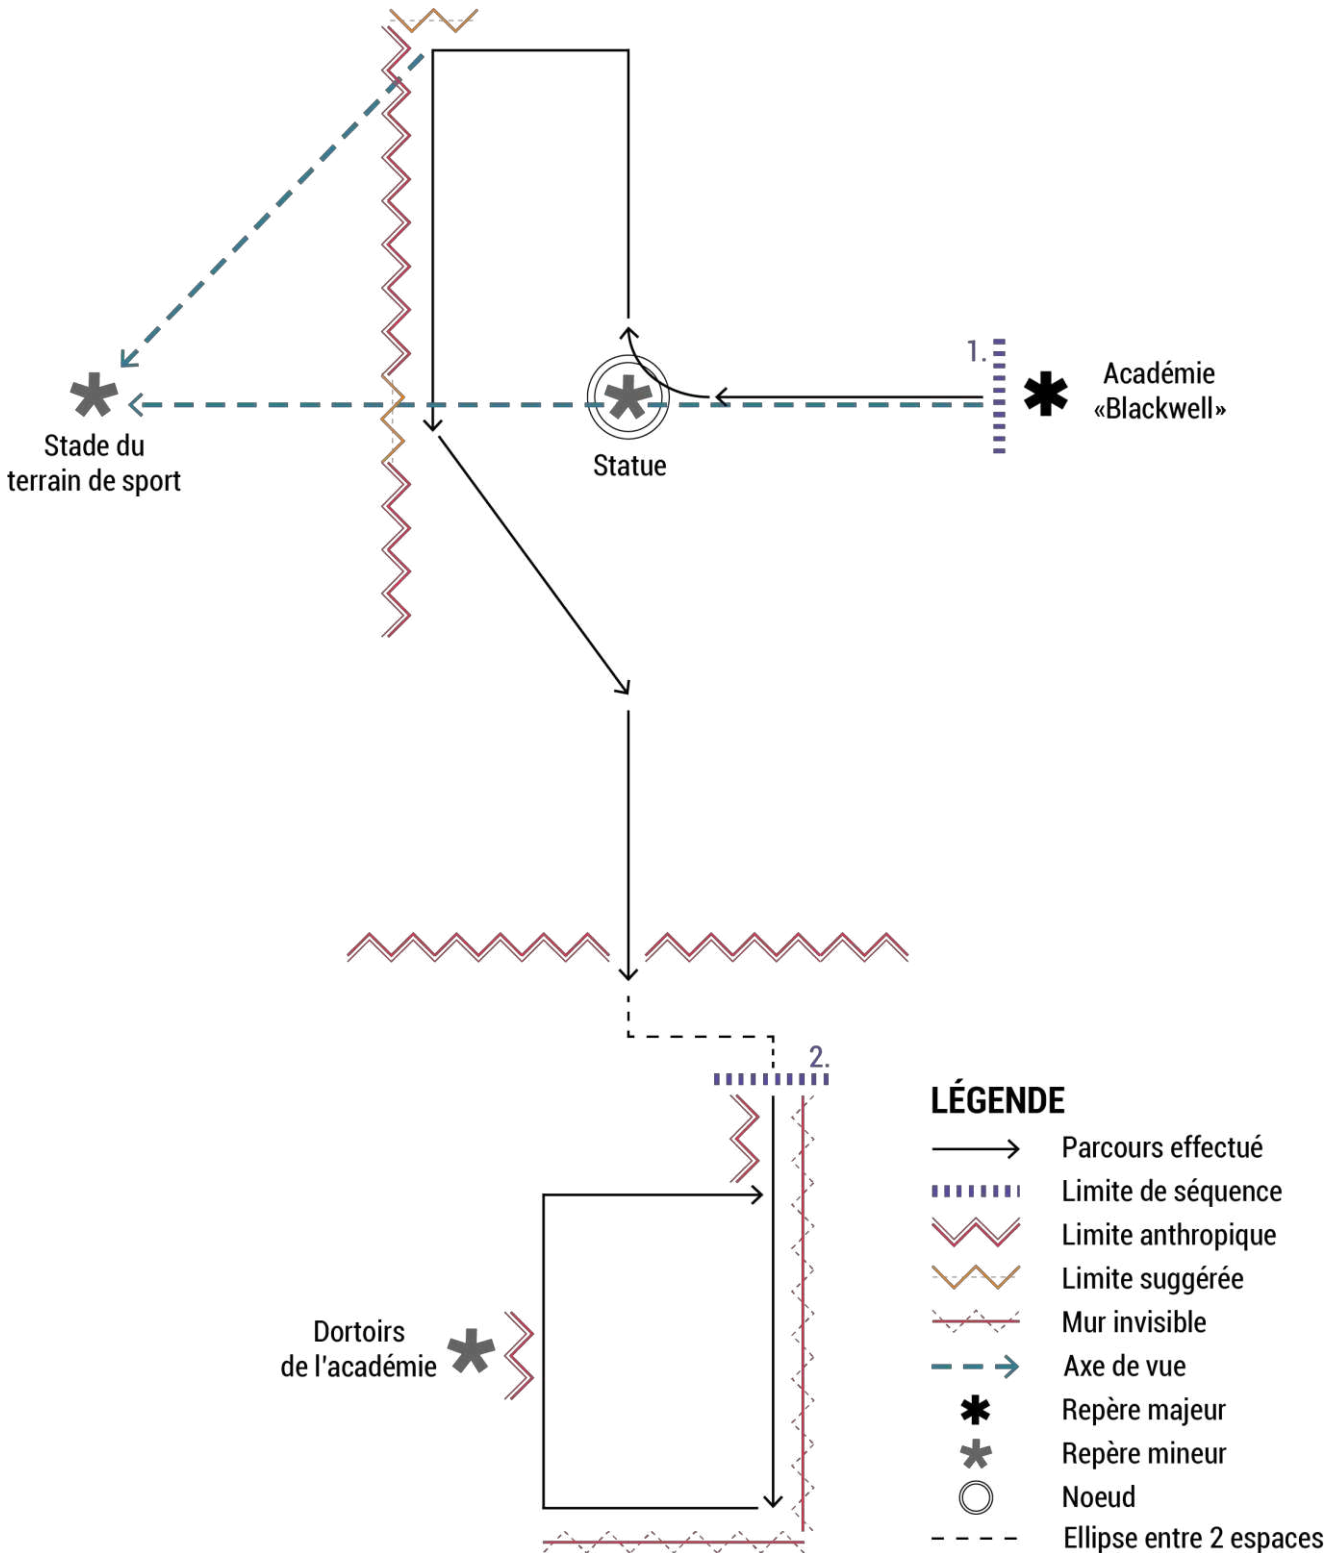 1.
Académie
«Blackwell»
Stade du
terrain de sport
Statue
2.
Dortoirs
de l'académie
LÉGENDE
Parcours effectué
Limite de séquence
Limite anthropique
Limite suggérée
Mur invisible
Axe de vue
Repère majeur
Repère mineur
Noeud
Ellipse entre 2 espaces